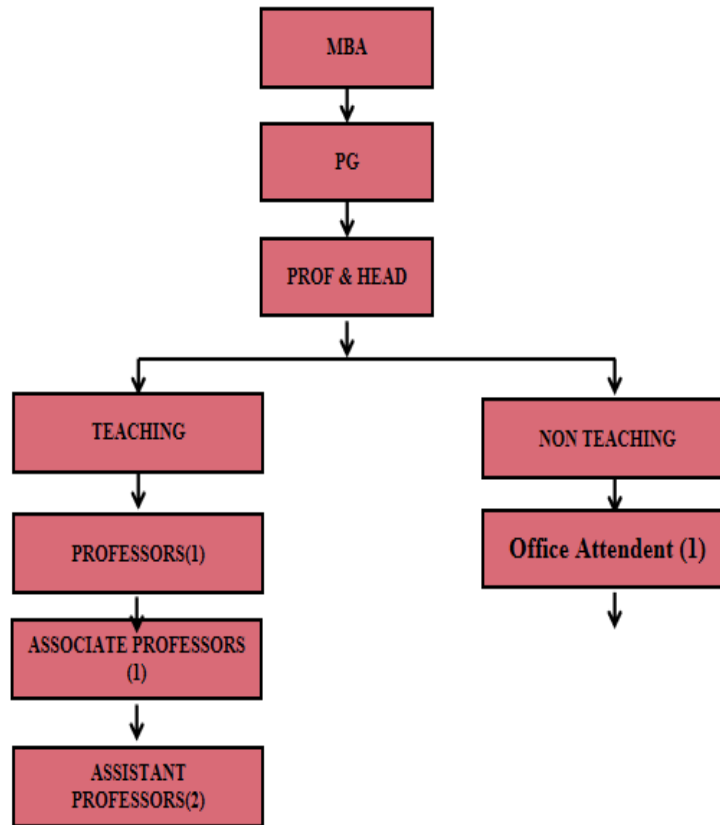 MBA
PG
PROF & HEAD
TEACHING
NON TEACHING
PROFESSORS(1)
Office Attendent (1)
ASSOCIATE PROFESSORS
(1)
ASSISTANT
PROFESSORS(2)